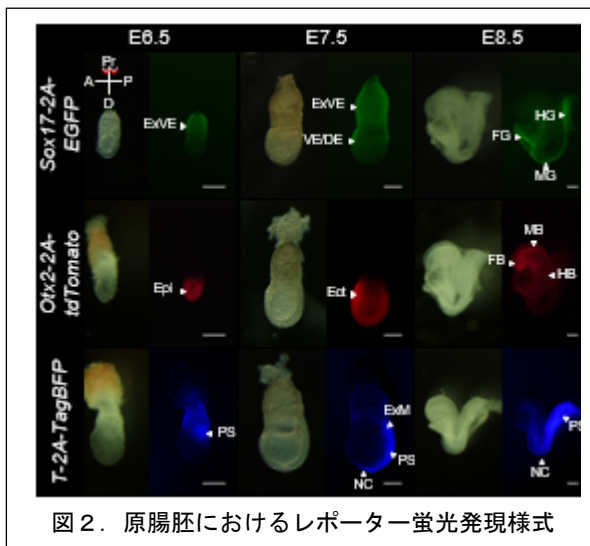 E6.5 E7.5 E8.5
Sox17-2A-
EGFP
Pr
A P
D
ExVE
ExVE
VE/DE
HG
FG
MG
Otx2-2A-
tdTomato
Epi
Ect
MB
FB
HB
T-2A-TagBFP
PS
ExM
PS
NC
PS
NC
図2．原腸胚におけるレポーター蛍光発現様式